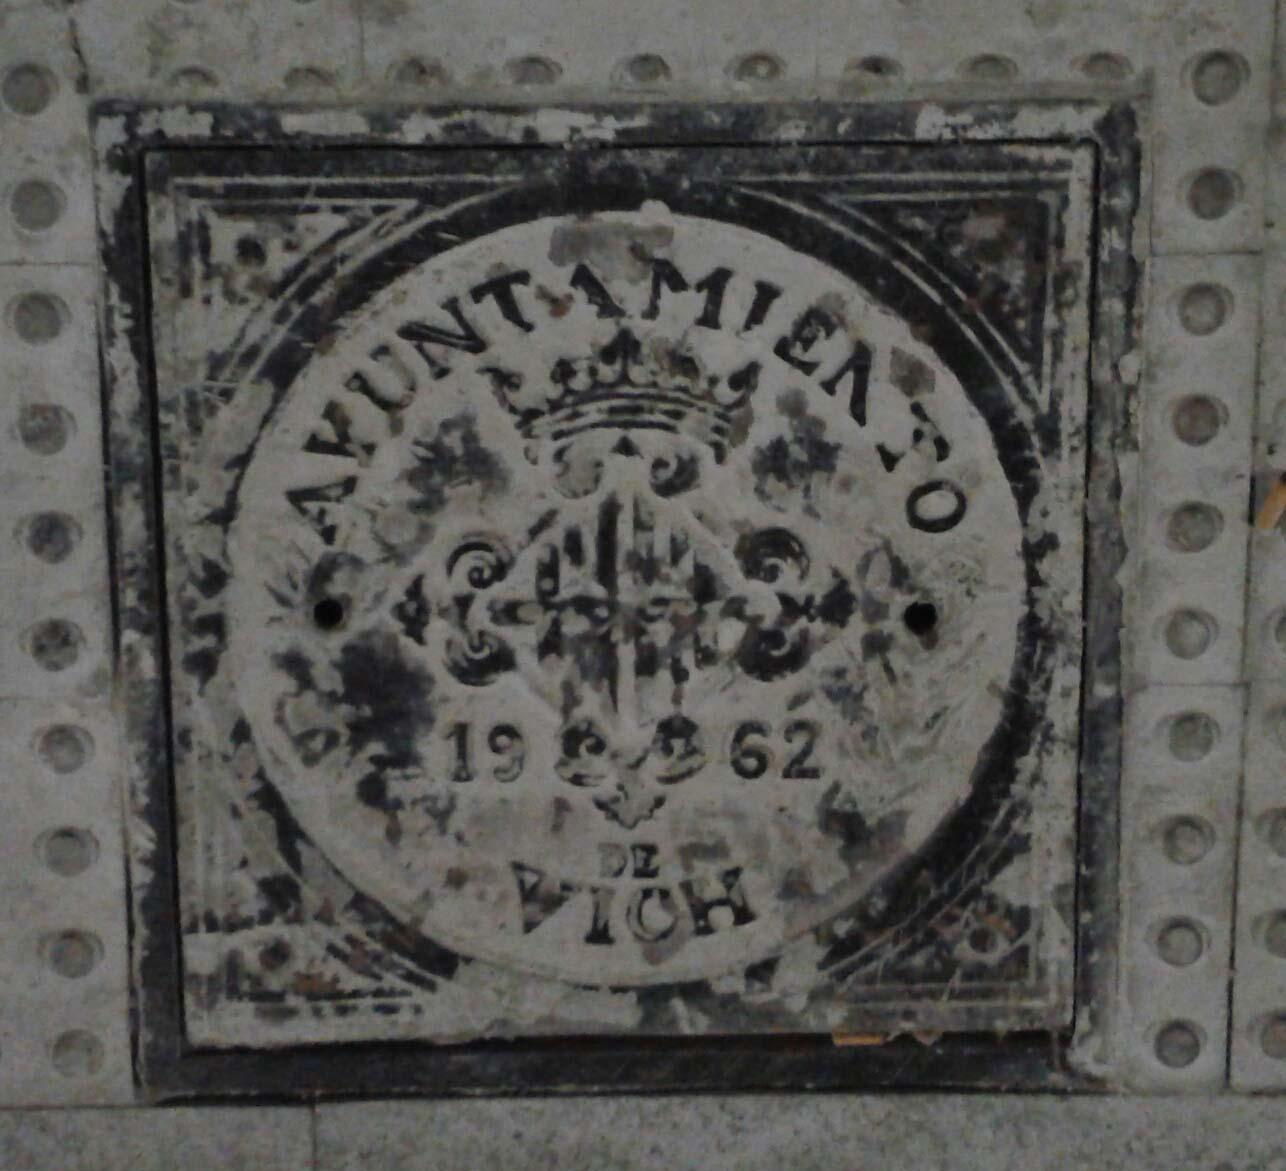 AYUNTAMIENTO
19 62
DE
VICH